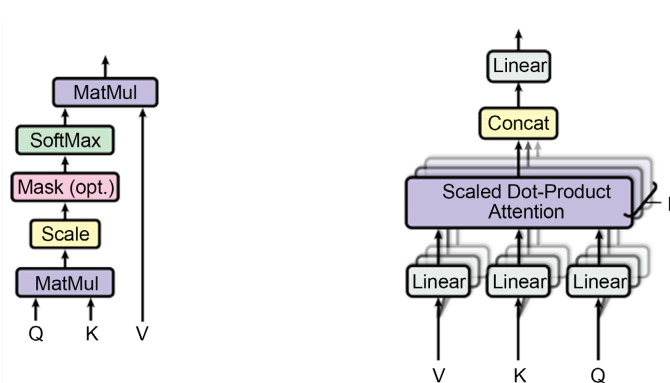 MatMul
SoftMax
Mask (opt.)
Scale
MatMul
Q K V
Linear
Concat
Scaled Dot-Product
Attention
Linear Linear Linear
V K Q